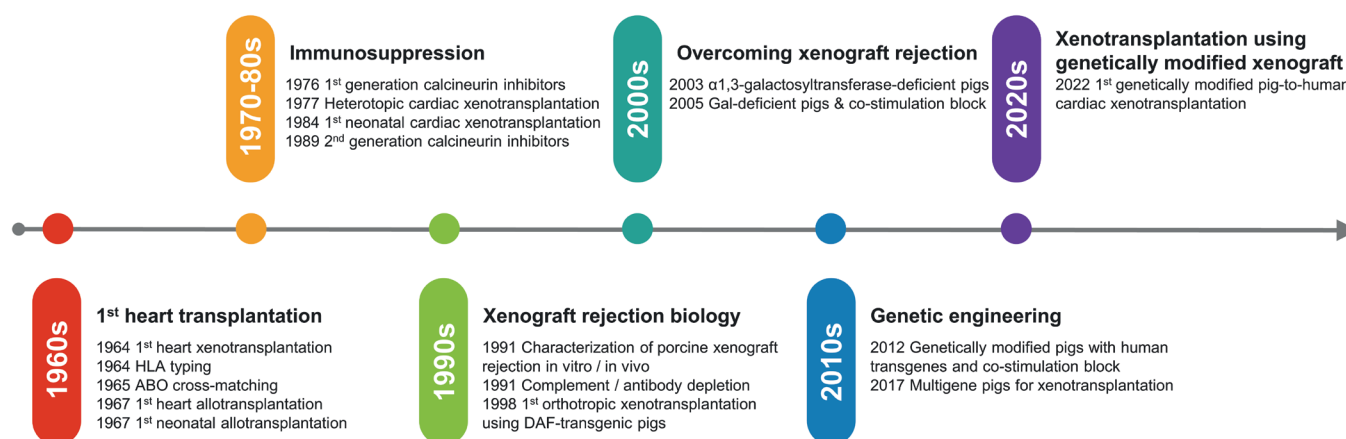 1970-80s
Immunosuppression
1976 1st generation calcineurin inhibitors
1977 Heterotopic cardiac xenotransplantation
1984 1st neonatal cardiac xenotransplantation
1989 2nd generation calcineurin inhibitors
2000s
Overcoming xenograft rejection
2003 α1,3-galactosyltransferase-deficient pigs
2005 Gal-deficient pigs & co-stimulation block
2020s
Xenotransplantation using
genetically modified xenograft
2022 1st genetically modified pig-to-human
cardiac xenotransplantation
1960s
1st heart transplantation
1964 1st heart xenotransplantation
1964 HLA typing
1965 ABO cross-matching
1967 1st heart allotransplantation
1967 1st neonatal allotransplantation
1990s
Xenograft rejection biology
1991 Characterization of porcine xenograft
rejection in vitro / in vivo
1991 Complement / antibody depletion
1998 1st orthotropic xenotransplantation
using DAF-transgenic pigs
2010s
Genetic engineering
2012 Genetically modified pigs with human
transgenes and co-stimulation block
2017 Multigene pigs for xenotransplantation